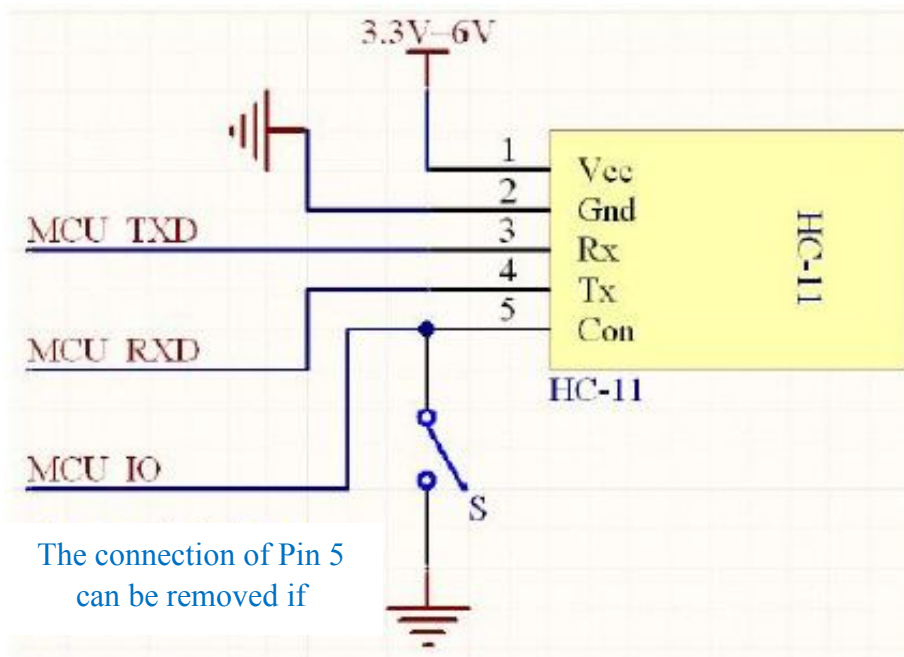 3.3V-6V
1
Vcc
2
Gnd
MCU TXD
3
Rx
HC-11
4
Tx
5
Con
MCU RXD
HC-11
MCU IO
S
The connection of Pin 5
can be removed if